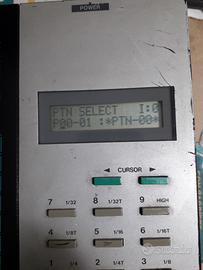 POWER
PTN SELECT I:0
P00-01 :*PTN-00*
◄ CURSOR ►
7 1/32 8 1/32T 9 HIGH
4 1/8T 5 1/16 6 1/16T
1 1/4 2 1/4T 3 1/8